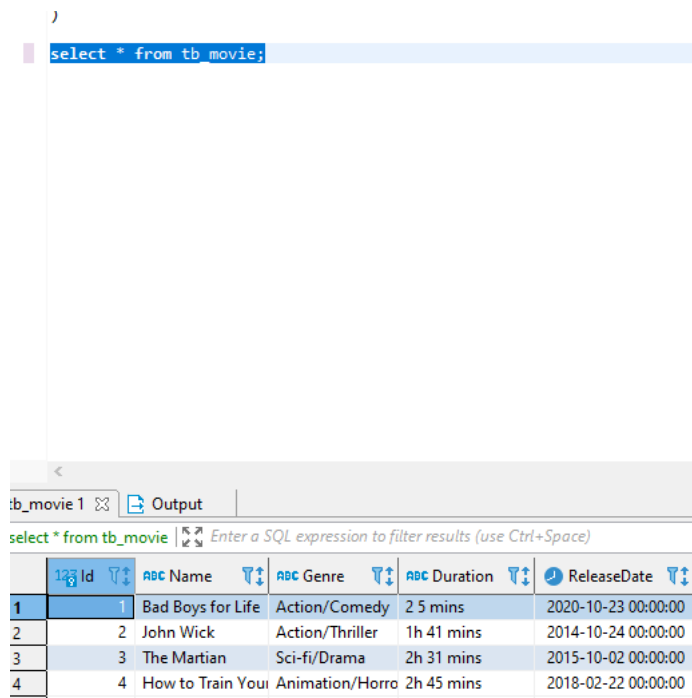 )
select * from tb_movie;
tb_movie 1 Output
select * from tb_movie Enter a SQL expression to filter results (use Ctrl+Space)
123 Id ABC Name ABC Genre ABC Duration ReleaseDate
1 1 Bad Boys for Life Action/Comedy 2 5 mins 2020-10-23 00:00:00
2 2 John Wick Action/Thriller 1h 41 mins 2014-10-24 00:00:00
3 3 The Martian Sci-fi/Drama 2h 31 mins 2015-10-02 00:00:00
4 4 How to Train Your Animation/Horro 2h 45 mins 2018-02-22 00:00:00